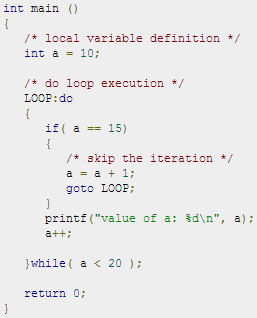 int main ()
{
   /* local variable definition */
   int a = 10;

   /* do loop execution */
   LOOP:do
   {
      if( a == 15)
      {
         /* skip the iteration */
         a = a + 1;
         goto LOOP;
      }
      printf("value of a: %d\n", a);
      a++;

   }while( a < 20 );

   return 0;
}